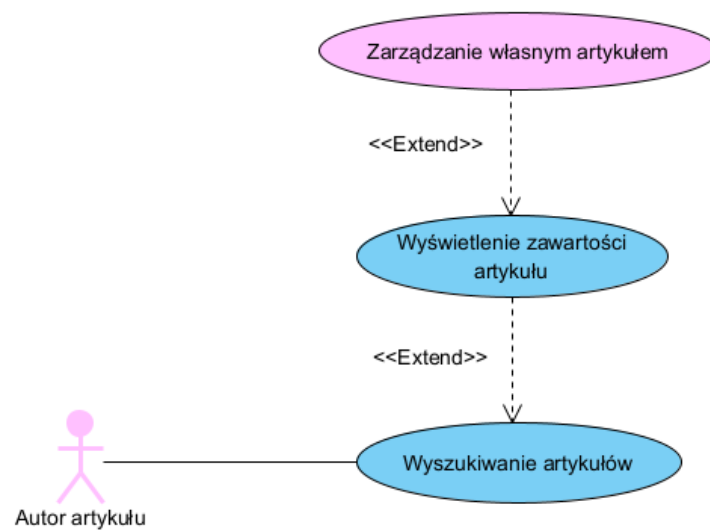 Zarządzanie własnym artykułem
<<Extend>>
Wyświetlenie zawartości
artykułu
<<Extend>>
Wyszukiwanie artykułów
Autor artykułu